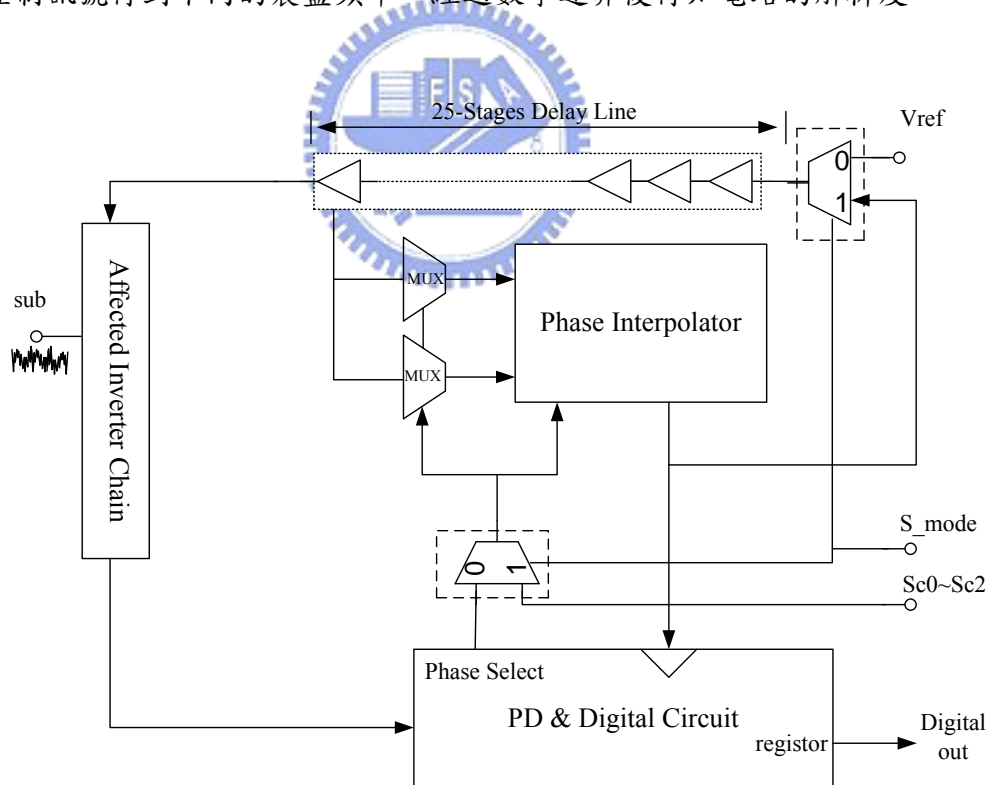 25-Stages Delay Line
Vref
0
1
MUX
Phase Interpolator
MUX
sub
Affected Inverter Chain
S_mode
0 1
Sc0~Sc2
Phase Select
PD & Digital Circuit
registor
Digital
out